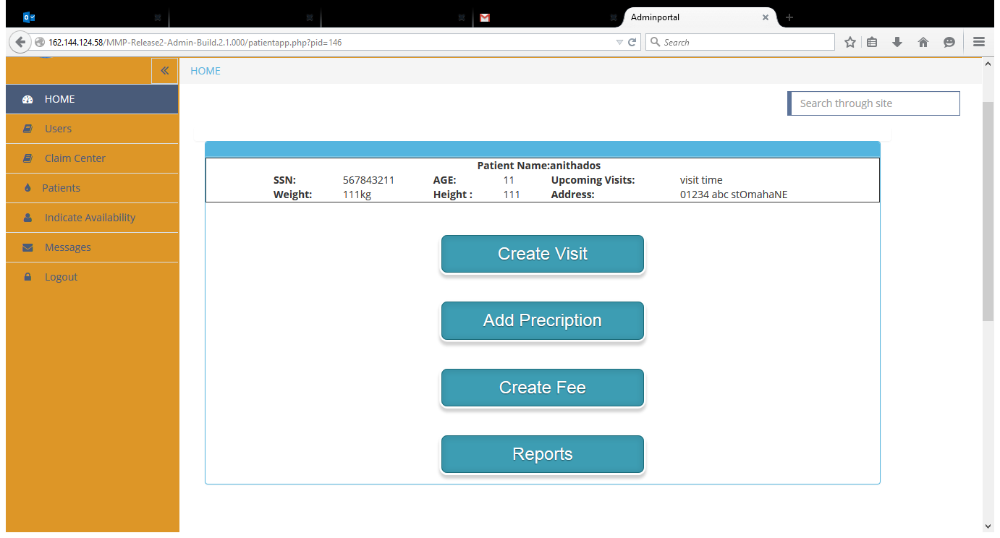 Adminportal
162.144.124.58/MMP-Release2-Admin-Build.2.1.000/patientapp.php?pid=146
Search
HOME
Search through site
HOME
Users
Claim Center
Patients
Indicate Availability
Messages
Logout
Patient Name:anithados
SSN: 567843211 AGE: 11 Upcoming Visits: visit time
Weight: 111kg Height : 111 Address: 01234 abc stOmahaNE
Create Visit
Add Precription
Create Fee
Reports